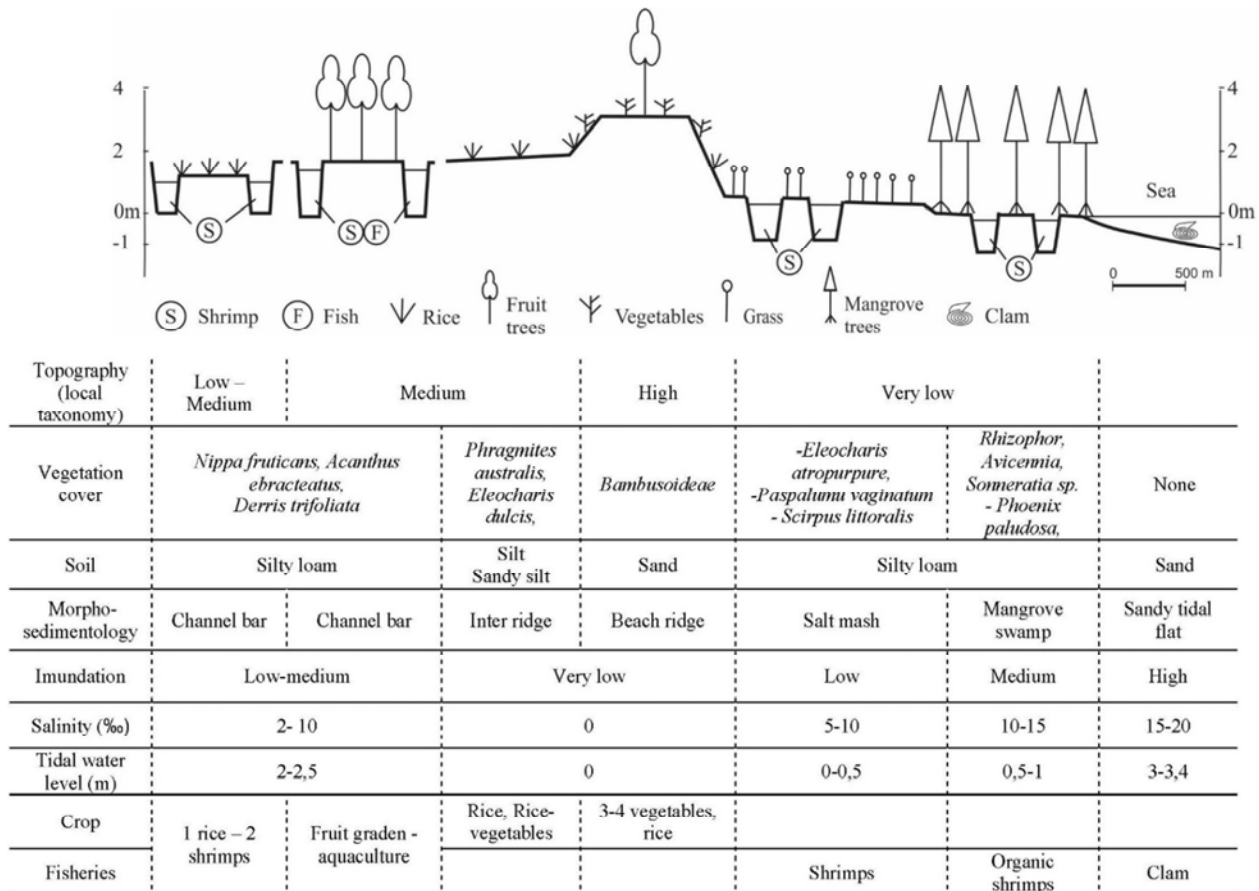 4
2
0m
-1
4
2
0m
-1
Sea
S
S F
S
S
0 500 m
S Shrimp
F Fish
Rice
Fruit
trees
Vegetables
Grass
Mangrove
trees
Clam
Topography
(local
taxonomy)
Low –
Medium
Medium
High
Very low
Vegetation
cover
Nippa fruticans, Acanthus
ebracteatus,
Derris trifoliata
Phragmites
australis,
Eleocharis
dulcis,
Bambusoideae
-Eleocharis
atropurpure,
-Paspalumu vaginatum
- Scirpus littoralis
Rhizophor,
Avicennia,
Sonneratia sp.
- Phoenix
paludosa,
None
Soil
Silty loam
Silt
Sandy silt
Sand
Silty loam
Sand
Morpho-
sedimentology
Channel bar
Channel bar
Inter ridge
Beach ridge
Salt mash
Mangrove
swamp
Sandy tidal
flat
Imundation
Low-medium
Very low
Low
Medium
High
Salinity (‰)
2- 10
0
5-10
10-15
15-20
Tidal water
level (m)
2-2,5
0
0-0,5
0,5-1
3-3,4
Crop
1 rice – 2
shrimps
Fruit graden -
aquaculture
Rice, Rice-
vegetables
3-4 vegetables,
rice
Fisheries
Shrimps
Organic
shrimps
Clam